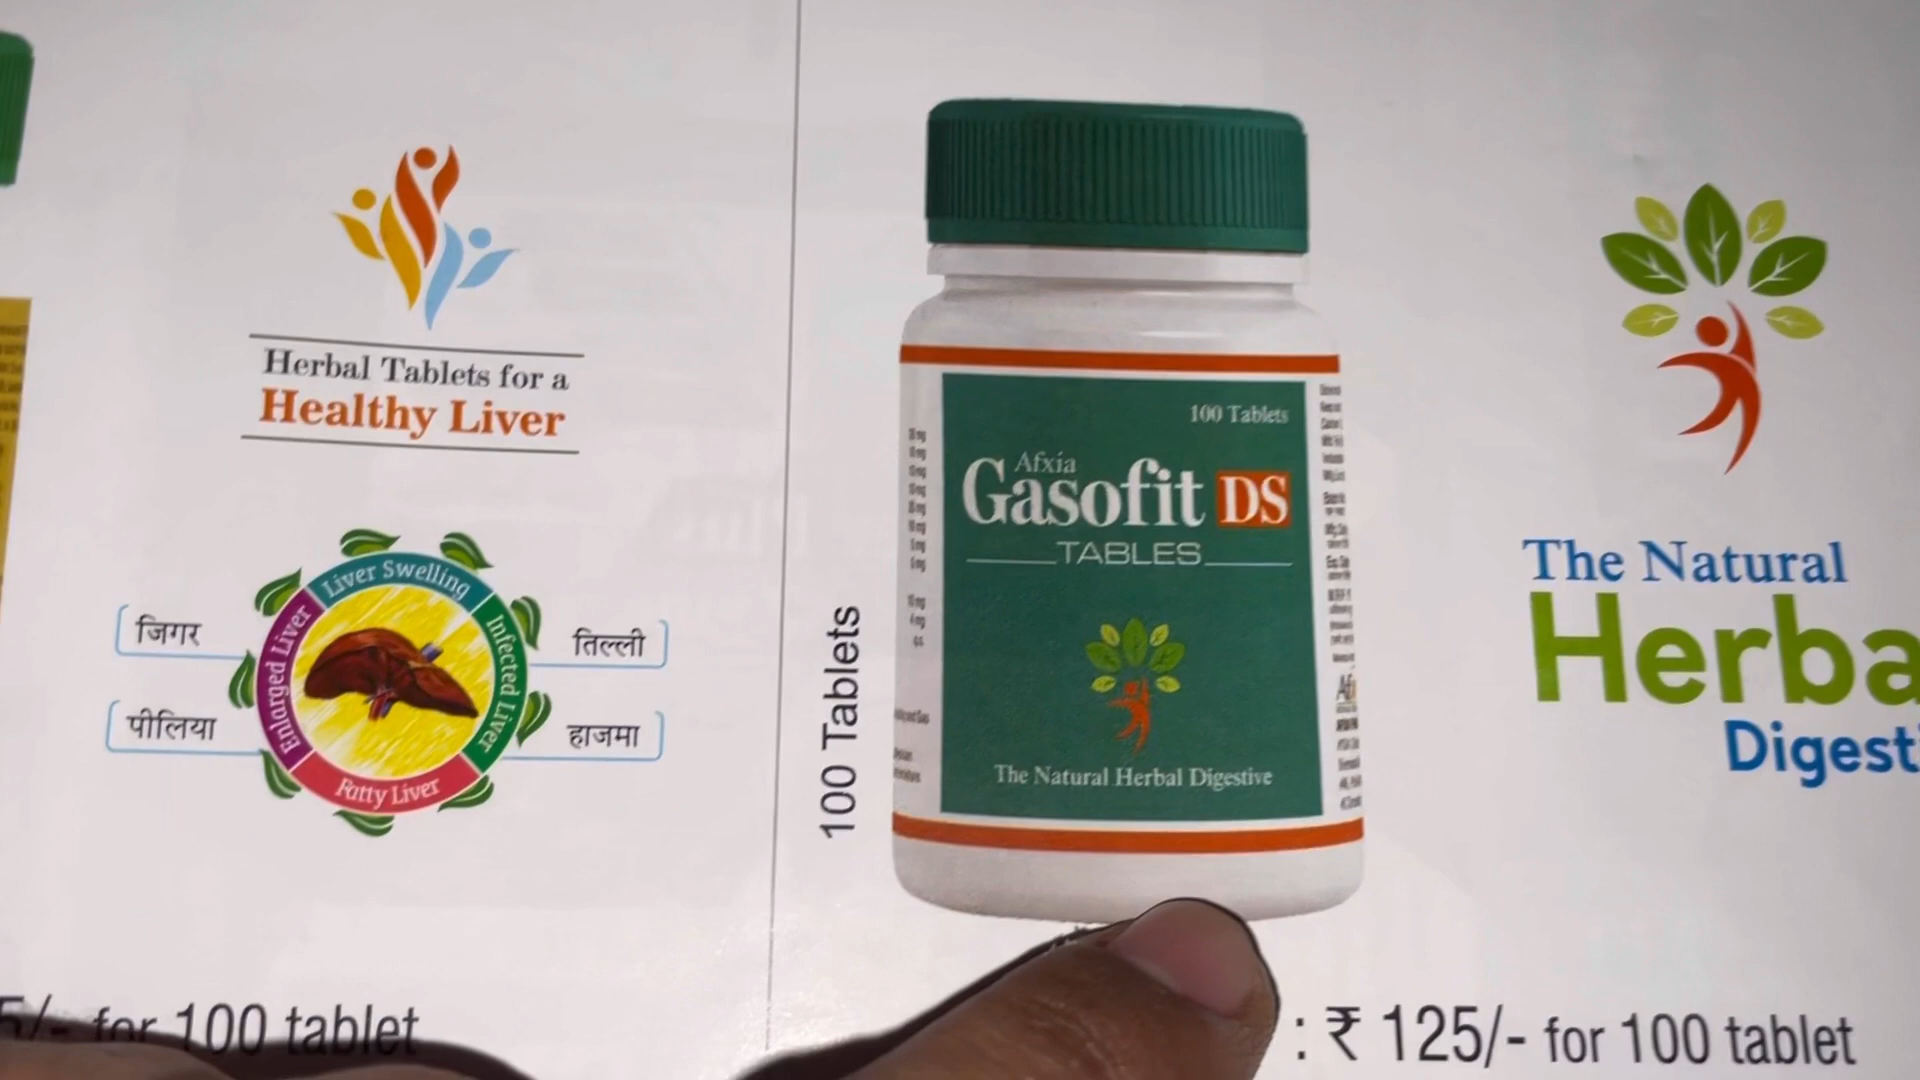 Herbal Tablets for a
Healthy Liver
Liver Swelling
Enlarged Liver
Infected Liver
Fatty Liver
जिगर
तिल्ली
पीलिया
हाजमा
for 100 tablet
100 Tablets
100 Tablets
Afxia
Gasofit DS
TABLES
The Natural Herbal Digestive
The Natural
Herba
Digest
: ₹ 125/- for 100 tablet